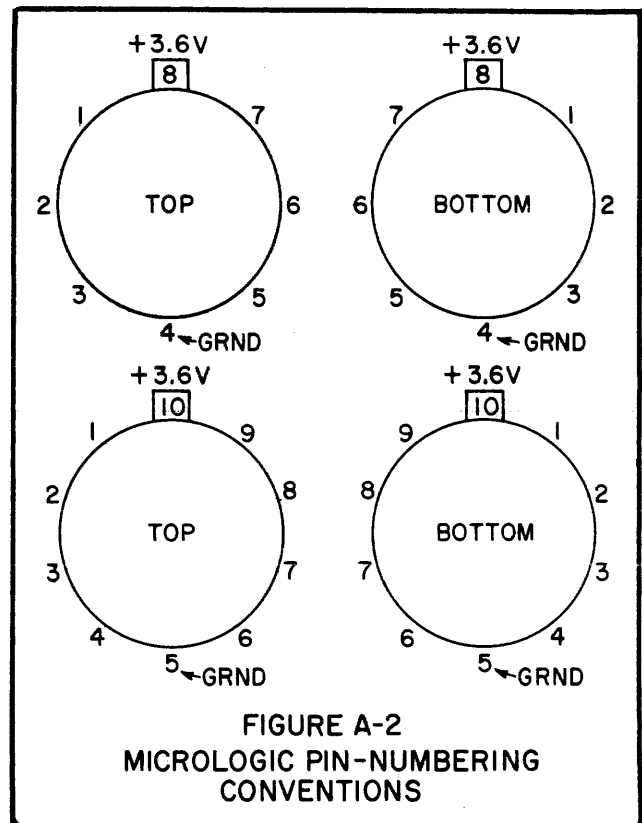 +3.6V +3.6V
8 8
1 7 7 1
2 TOP 6 6 BOTTOM 2
3 5 5 3
4 GRND 4 GRND
+3.6V +3.6V
10 10
1 9 9 1
2 8 8 2
TOP BOTTOM
3 7 7 3
4 6 6 4
5 GRND 5 GRND
FIGURE A-2
MICROLOGIC PIN-NUMBERING
CONVENTIONS